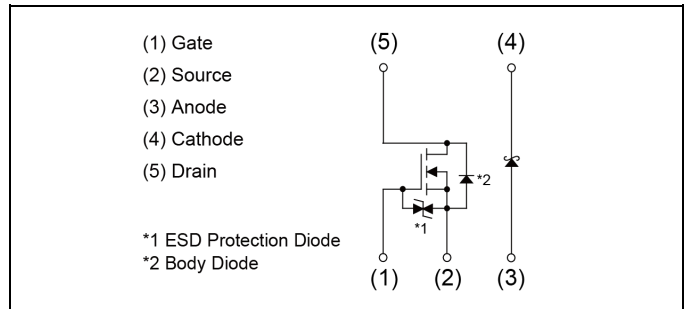 (1) Gate
(2) Source
(3) Anode
(4) Cathode
(5) Drain
*1 ESD Protection Diode
*2 Body Diode
(5) (4)
*2
*1
(1) (2) (3)